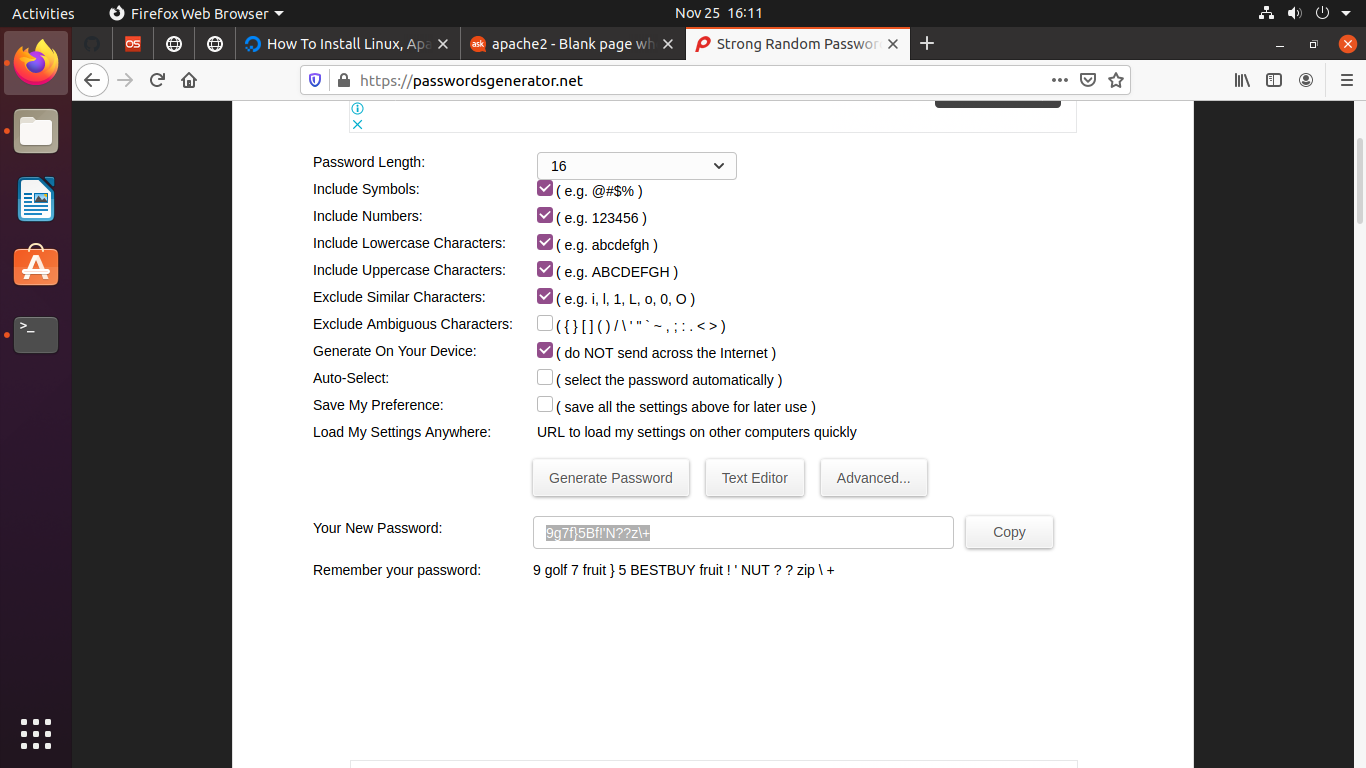 Activities Firefox Web Browser Nov 25 16:11
OS How To Install Linux, Apa ask apache2 - Blank page wh Strong Random Passwor
https://passwordsgenerator.net
Password Length: 16
Include Symbols: ( e.g. @#$% )
Include Numbers: ( e.g. 123456 )
Include Lowercase Characters: ( e.g. abcdefgh )
Include Uppercase Characters: ( e.g. ABCDEFGH )
Exclude Similar Characters: ( e.g. i, l, 1, L, o, 0, O )
Exclude Ambiguous Characters: ( { } [ ] ( ) / \ ' " ` ~ , ; : . < > )
Generate On Your Device: ( do NOT send across the Internet )
Auto-Select: ( select the password automatically )
Save My Preference: ( save all the settings above for later use )
Load My Settings Anywhere: URL to load my settings on other computers quickly
Generate Password Text Editor Advanced...
Your New Password: 9g7f}5Bf!'N??z\+ Copy
Remember your password: 9 golf 7 fruit } 5 BESTBUY fruit ! ' NUT ? ? zip \ +